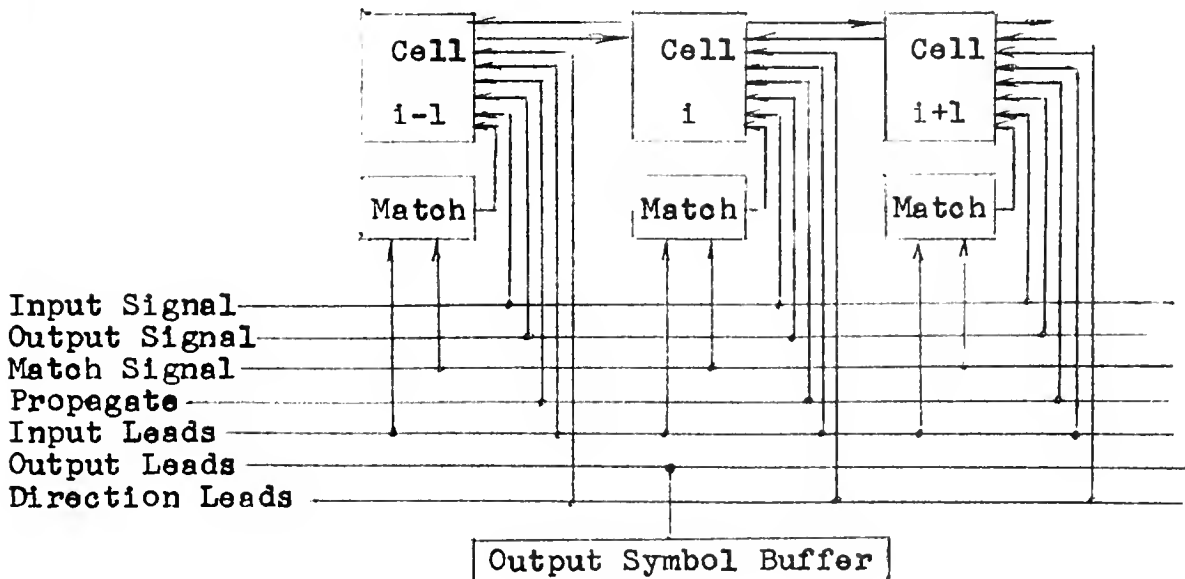 Cell Cell Cell
i-1 i i+1
Match Match Match
Input Signal
Output Signal
Match Signal
Propagate
Input Leads
Output Leads
Direction Leads
Output Symbol Buffer